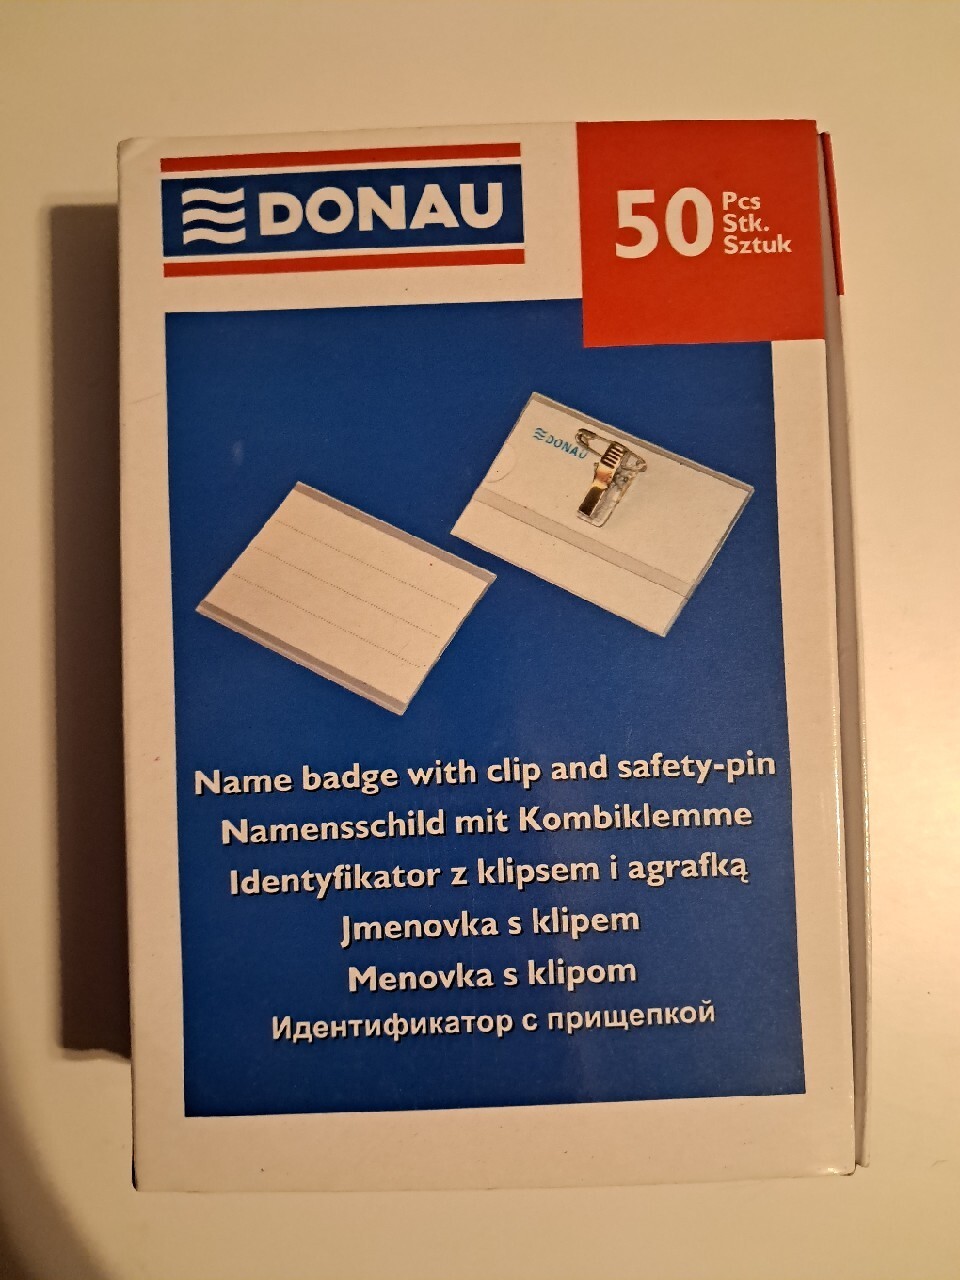 DONAU
50 Pcs
Stk.
Sztuk
DONAU
Name badge with clip and safety-pin
Namensschild mit Kombiklemme
Identyfikator z klipsem i agrafką
Jmenovka s klipem
Menovka s klipom
Идентификатор с прищепкой